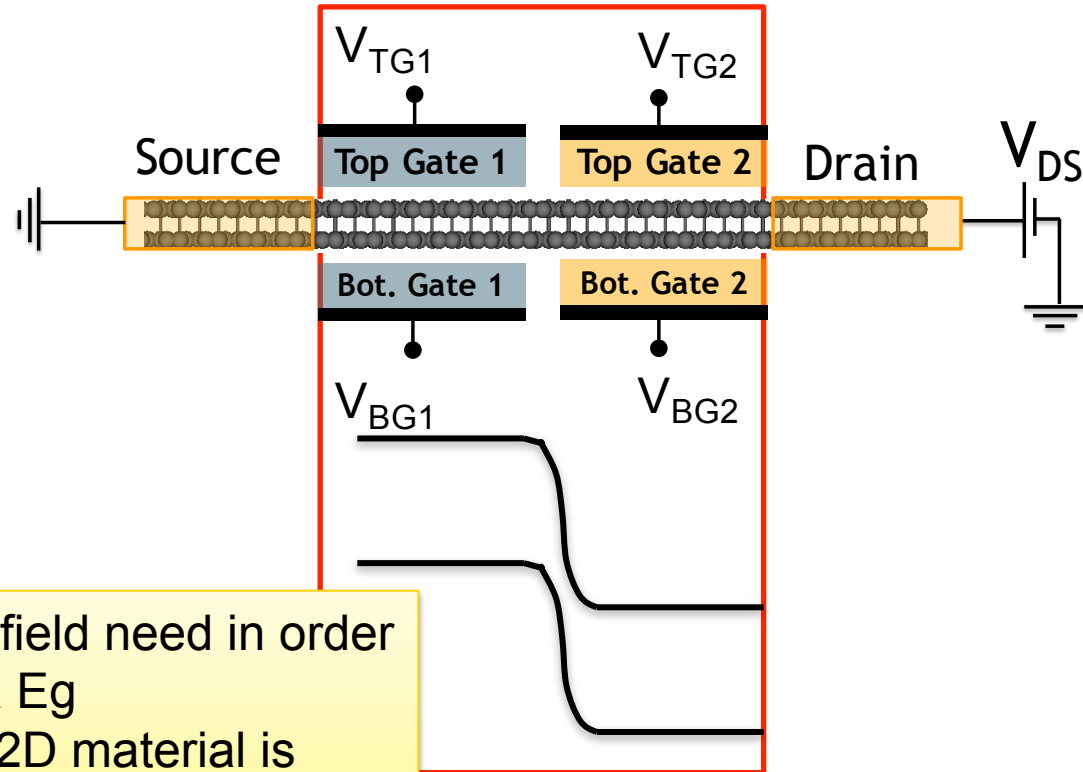 V_TG1 V_TG2
Source Top Gate 1 Top Gate 2 Drain V_DS
Bot. Gate 1 Bot. Gate 2
V_BG1 V_BG2
field need in order
Eg
2D material is